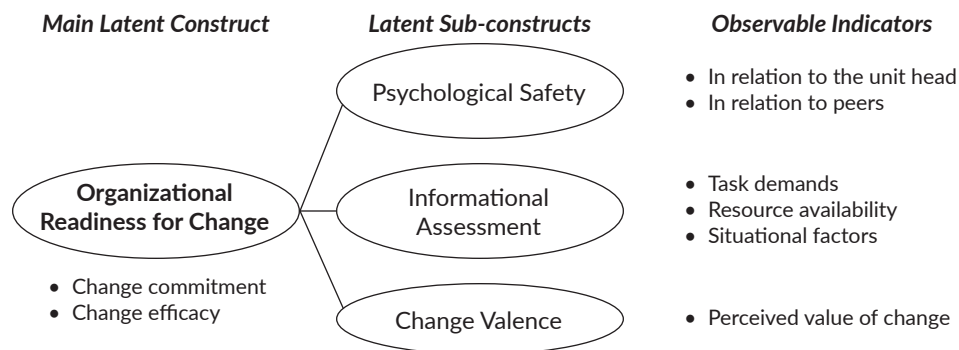 Main Latent Construct
Latent Sub-constructs
Observable Indicators
Psychological Safety
• In relation to the unit head
• In relation to peers
Organizational
Readiness for Change
• Change commitment
• Change efficacy
Informational
Assessment
• Task demands
• Resource availability
• Situational factors
Change Valence
• Perceived value of change